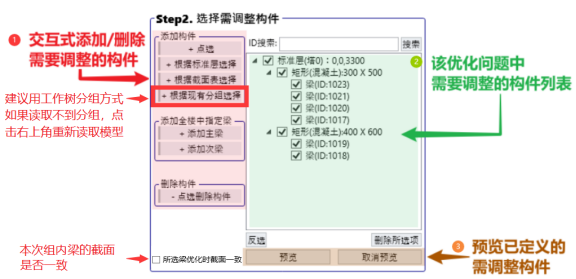 Step2. 选择需调整构件
1 交互式添加/删除
需要调整的构件
建议用工作树分组方式
如果读取不到分组，点
击右上角重新读取模型
添加构件
+ 点选
+ 根据标准层选择
+ 根据截面表选择
+ 根据现有分组选择
添加全楼中指定梁
+ 添加主梁
+ 添加次梁
删除构件
- 点选删除构件
本次组内梁的截面
是否一致
所选梁优化时截面一致
ID搜索:
搜索
标准层(塔0)：0,0,3300
矩形(混凝土):300 X 500
梁(ID:1023)
梁(ID:1021)
梁(ID:1020)
梁(ID:1017)
矩形(混凝土):400 X 600
梁(ID:1019)
梁(ID:1018)
反选
删除所选项
预览
取消预览
2 该优化问题中
需要调整的构件列表
3 预览已定义的
需调整构件